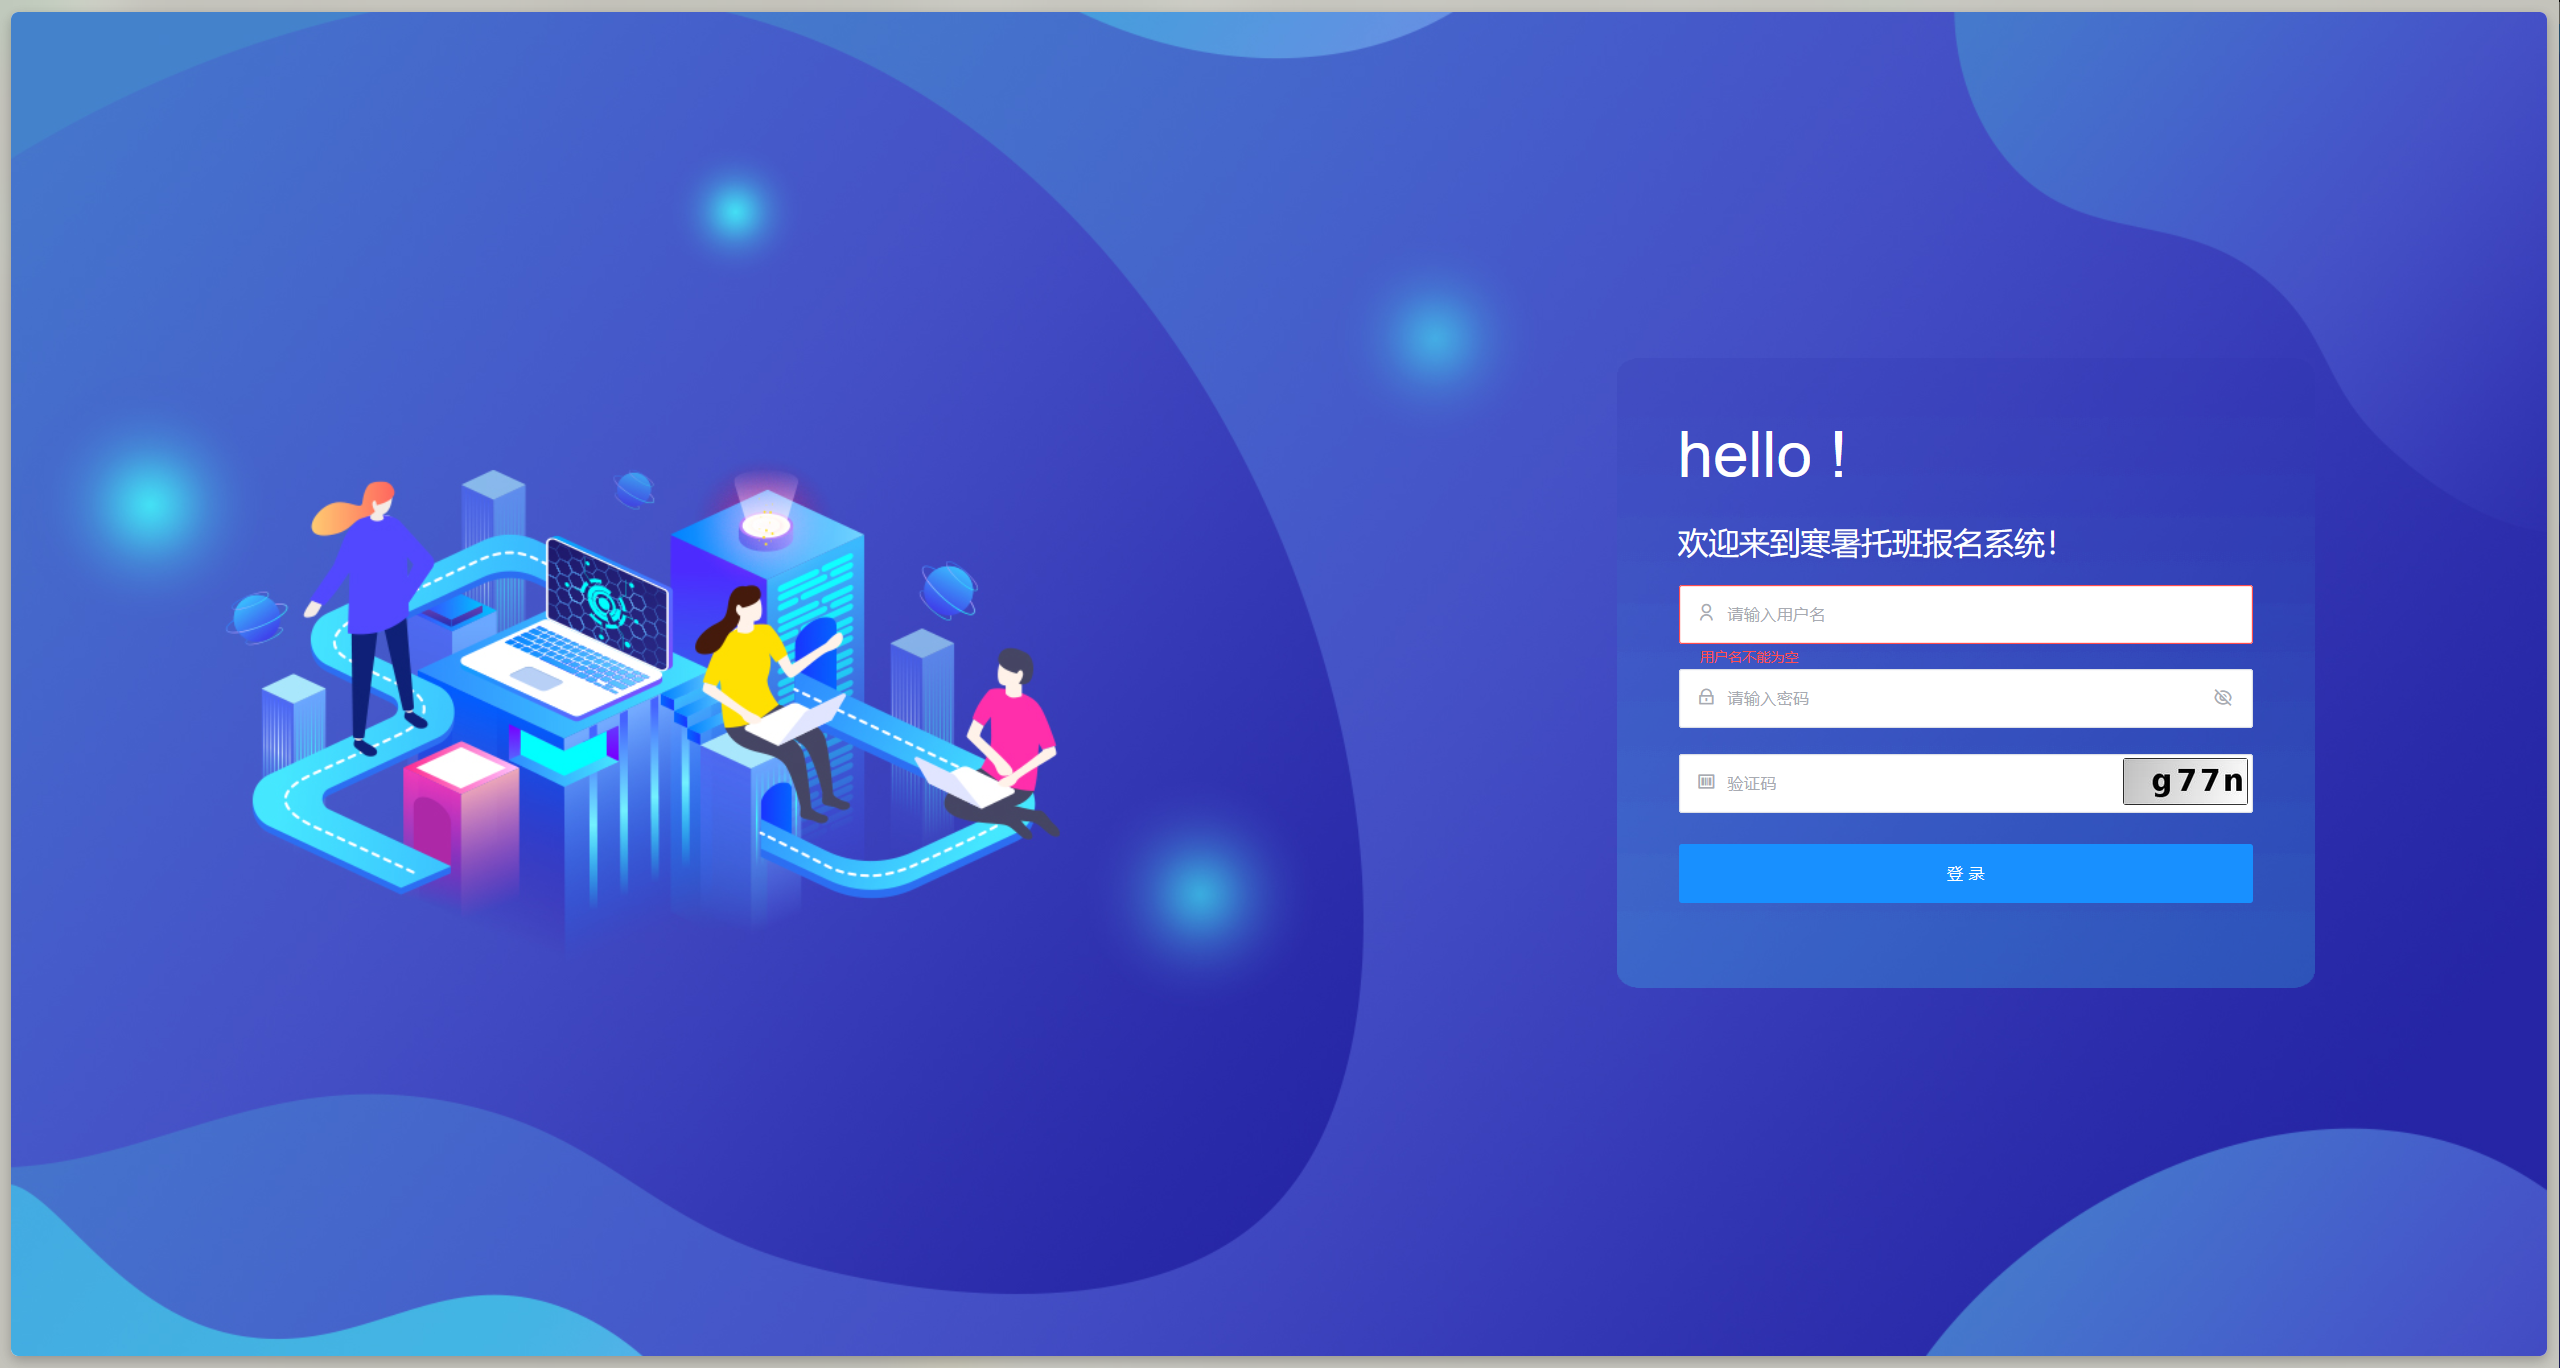 hello！
欢迎来到寒暑托班报名系统！
请输入用户名
用户名不能为空
请输入密码
验证码
g77n
登 录